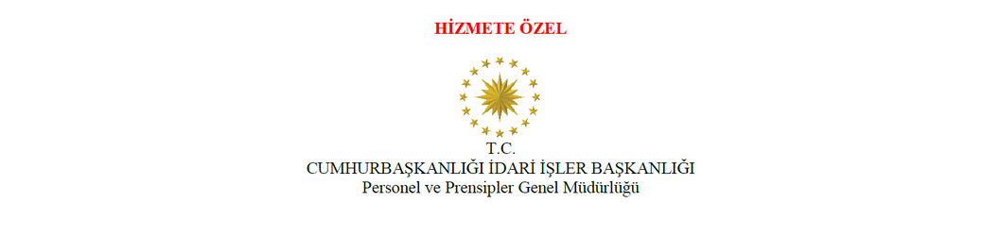 HİZMETE ÖZEL
T.C.
CUMHURBAŞKANLIĞI İDARİ İŞLER BAŞKANLIĞI
Personel ve Prensipler Genel Müdürlüğü